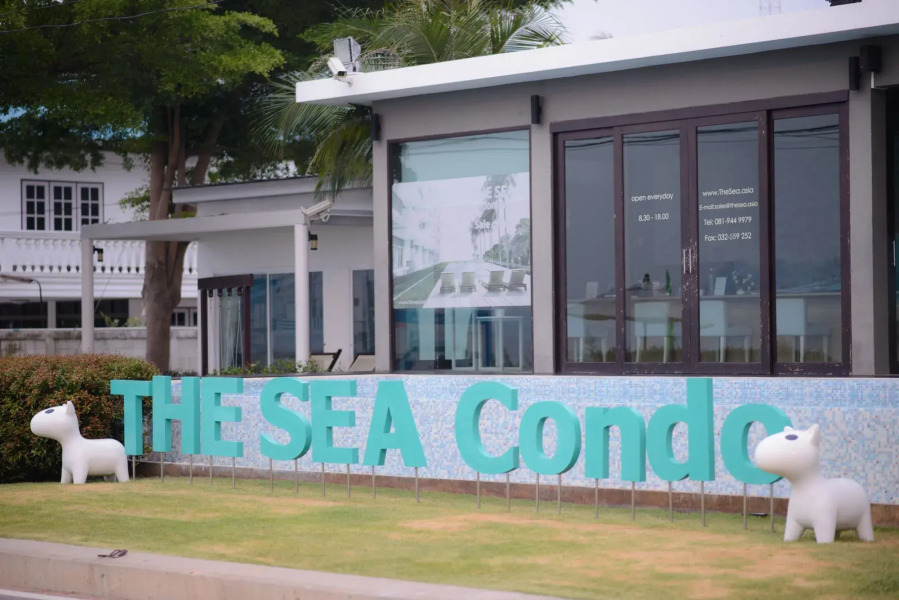 THE SEA Condo
open everyday
8.30 - 18.00
www.TheSea.asia
E-mail:sales@thesea.asia
Tel: 081-944 9979
Fax: 032-559 252